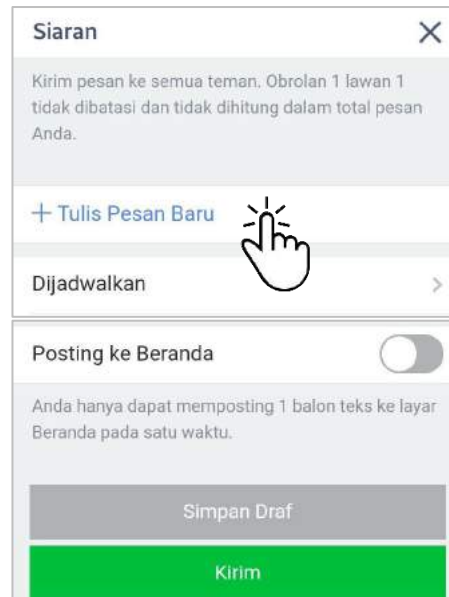 Siaran
Kirim pesan ke semua teman. Obrolan 1 lawan 1
tidak dibatasi dan tidak dihitung dalam total pesan
Anda.
+ Tulis Pesan Baru
Dijadwalkan
Posting ke Beranda
Anda hanya dapat memposting 1 balon teks ke layar
Beranda pada satu waktu.
Simpan Draf
Kirim